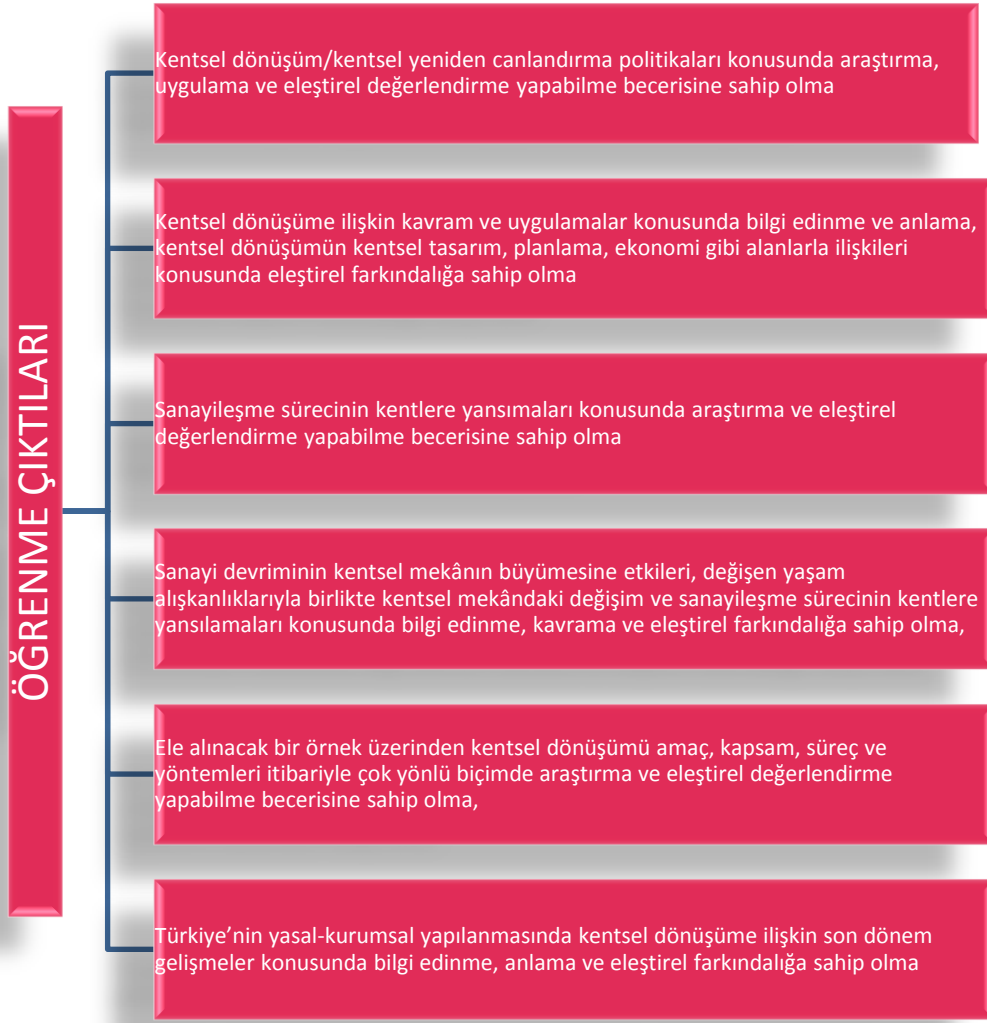 ÖĞRENME ÇIKTILARI
Kentsel dönüşüm/kentsel yeniden canlandırma politikaları konusunda araştırma,
uygulama ve eleştirel değerlendirme yapabilme becerisine sahip olma
Kentsel dönüşüme ilişkin kavram ve uygulamalar konusunda bilgi edinme ve anlama,
kentsel dönüşümün kentsel tasarım, planlama, ekonomi gibi alanlarla ilişkileri
konusunda eleştirel farkındalığa sahip olma
Sanayileşme sürecinin kentlere yansımaları konusunda araştırma ve eleştirel
değerlendirme yapabilme becerisine sahip olma
Sanayi devriminin kentsel mekânın büyümesine etkileri, değişen yaşam
alışkanlıklarıyla birlikte kentsel mekândaki değişim ve sanayileşme sürecinin kentlere
yansılamaları konusunda bilgi edinme, kavrama ve eleştirel farkındalığa sahip olma,
Ele alınacak bir örnek üzerinden kentsel dönüşümü amaç, kapsam, süreç ve
yöntemleri itibariyle çok yönlü biçimde araştırma ve eleştirel değerlendirme
yapabilme becerisine sahip olma,
Türkiye’nin yasal-kurumsal yapılanmasında kentsel dönüşüme ilişkin son dönem
gelişmeler konusunda bilgi edinme, anlama ve eleştirel farkındalığa sahip olma